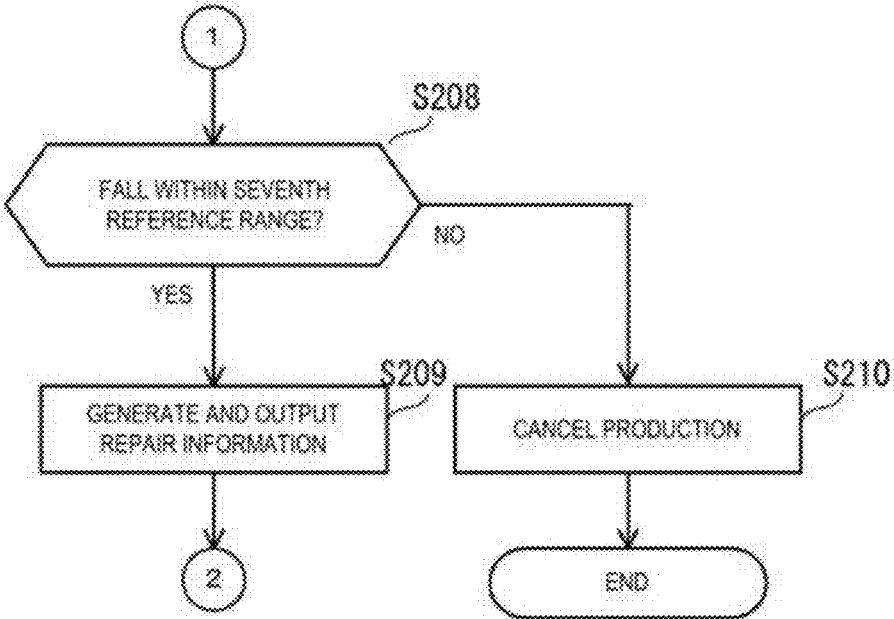 1
S208
FALL WITHIN SEVENTH
REFERENCE RANGE?
NO
YES
S209
GENERATE AND OUTPUT
REPAIR INFORMATION
S210
CANCEL PRODUCTION
2
END